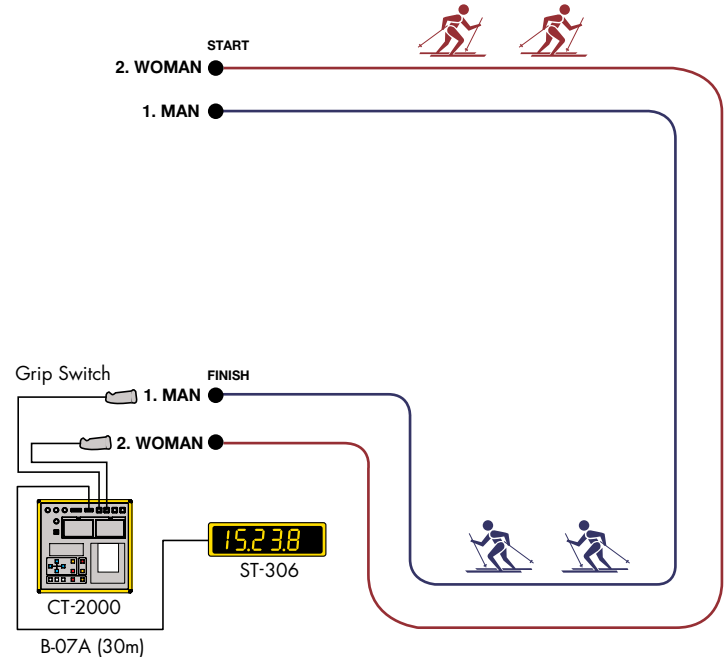 START
2. WOMAN
1. MAN
Grip Switch
FINISH
1. MAN
2. WOMAN
15.23.8
ST-306
CT-2000
B-07A (30m)